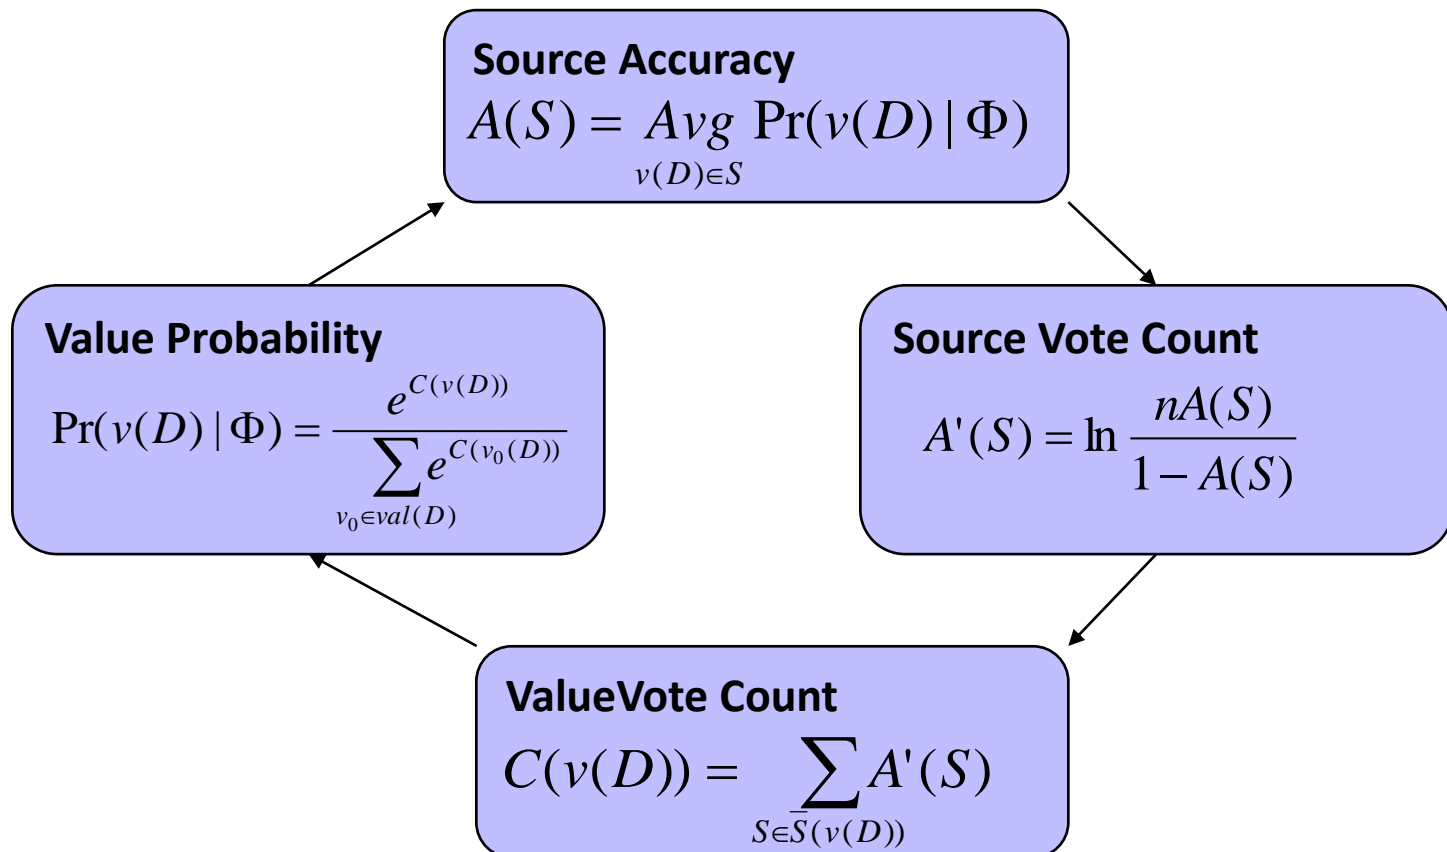 Source Accuracy
A(S) = Avg Pr(v(D) | Φ)
v(D)∈S
Value Probability
Pr(v(D) | Φ) = e^{C(v(D))} / ∑ e^{C(v₀(D))}
v₀∈val(D)
Source Vote Count
A'(S) = ln nA(S) / 1 − A(S)
ValueVote Count
C(v(D)) = ∑ A'(S)
S∈S̅(v(D))